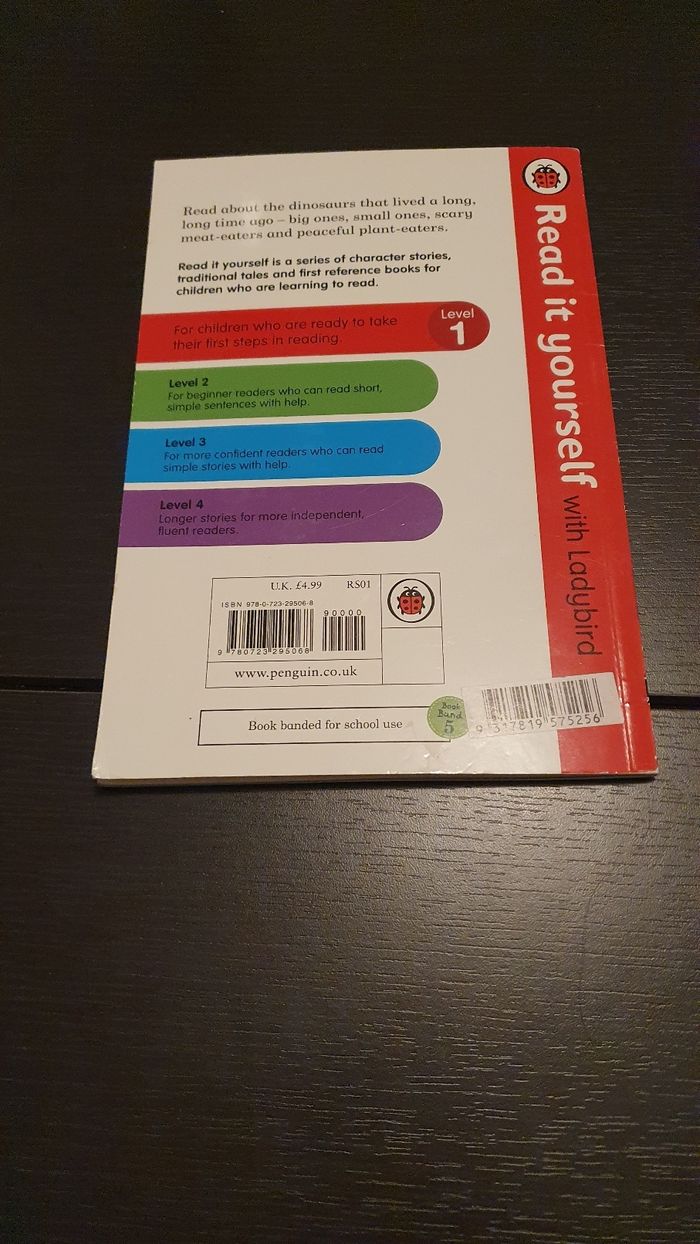 Read about the dinosaurs that lived a long,
long time ago – big ones, small ones, scary
meat-eaters and peaceful plant-eaters.
Read it yourself is a series of character stories,
traditional tales and first reference books for
children who are learning to read.
For children who are ready to take
their first steps in reading.
Level
1
Level 2
For beginner readers who can read short,
simple sentences with help.
Level 3
For more confident readers who can read
simple stories with help.
Level 4
Longer stories for more independent,
fluent readers.
U.K. £4.99 RS01
ISBN 978-0-723-29506-8
90000
9 780723 295068
www.penguin.co.uk
Book banded for school use
Book
Band
5
9 317819 575256
Read it yourself with Ladybird